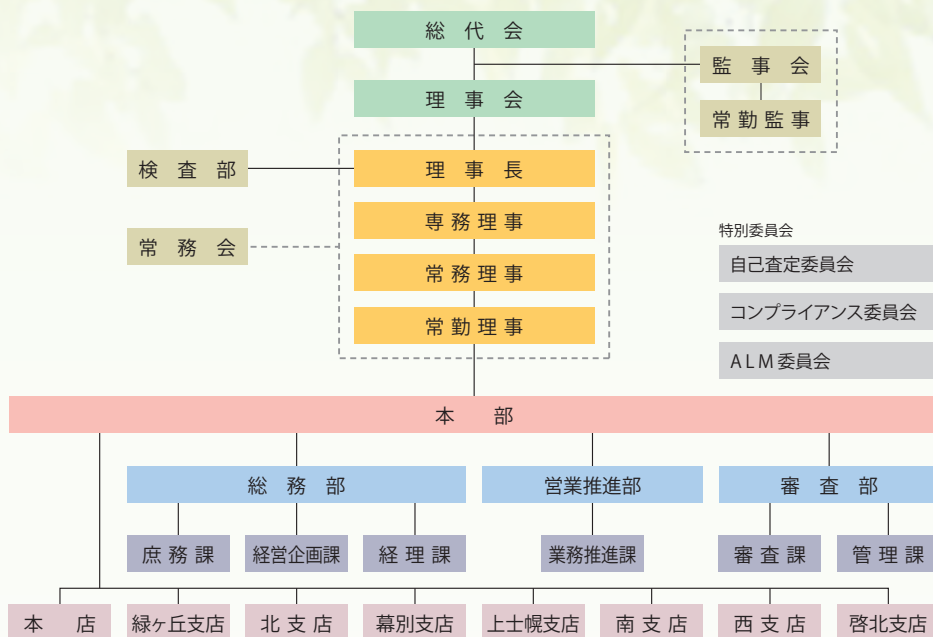 総代会
監事会
理事会
常勤監事
検査部
理事長
専務理事
常務会
常務理事
常勤理事
特別委員会
自己査定委員会
コンプライアンス委員会
ALM委員会
本部
総務部
営業推進部
審査部
庶務課
経営企画課
経理課
業務推進課
審査課
管理課
本店
緑ヶ丘支店
北支店
幕別支店
上士幌支店
南支店
西支店
啓北支店